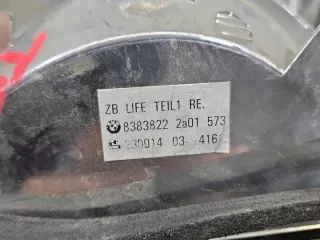 ZB LIFE TEIL1 RE.
8383822 2a01 573
230014 03 416